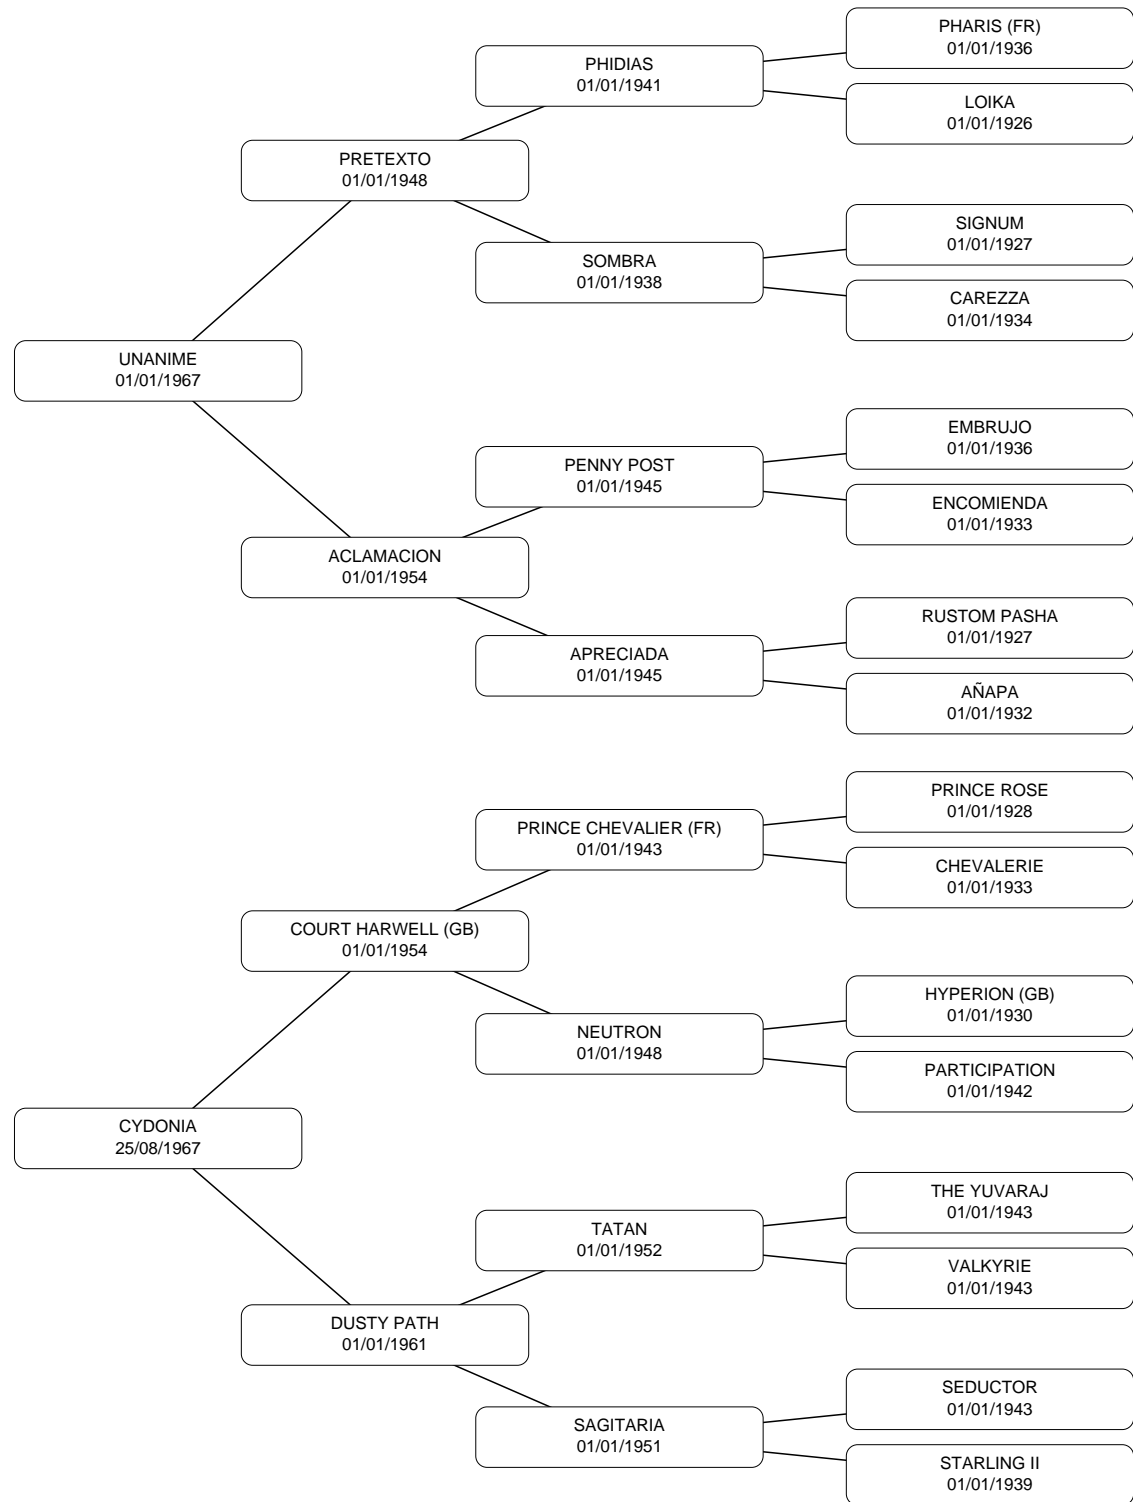 PHARIS (FR)
01/01/1936
PHIDIAS
01/01/1941
LOIKA
01/01/1926
PRETEXTO
01/01/1948
SIGNUM
01/01/1927
SOMBRA
01/01/1938
CAREZZA
01/01/1934
UNANIME
01/01/1967
EMBRUJO
01/01/1936
PENNY POST
01/01/1945
ENCOMIENDA
01/01/1933
ACLAMACION
01/01/1954
RUSTOM PASHA
01/01/1927
APRECIADA
01/01/1945
AÑAPA
01/01/1932
PRINCE ROSE
01/01/1928
PRINCE CHEVALIER (FR)
01/01/1943
CHEVALERIE
01/01/1933
COURT HARWELL (GB)
01/01/1954
HYPERION (GB)
01/01/1930
NEUTRON
01/01/1948
PARTICIPATION
01/01/1942
CYDONIA
25/08/1967
THE YUVARAJ
01/01/1943
TATAN
01/01/1952
VALKYRIE
01/01/1943
DUSTY PATH
01/01/1961
SEDUCTOR
01/01/1943
SAGITARIA
01/01/1951
STARLING II
01/01/1939